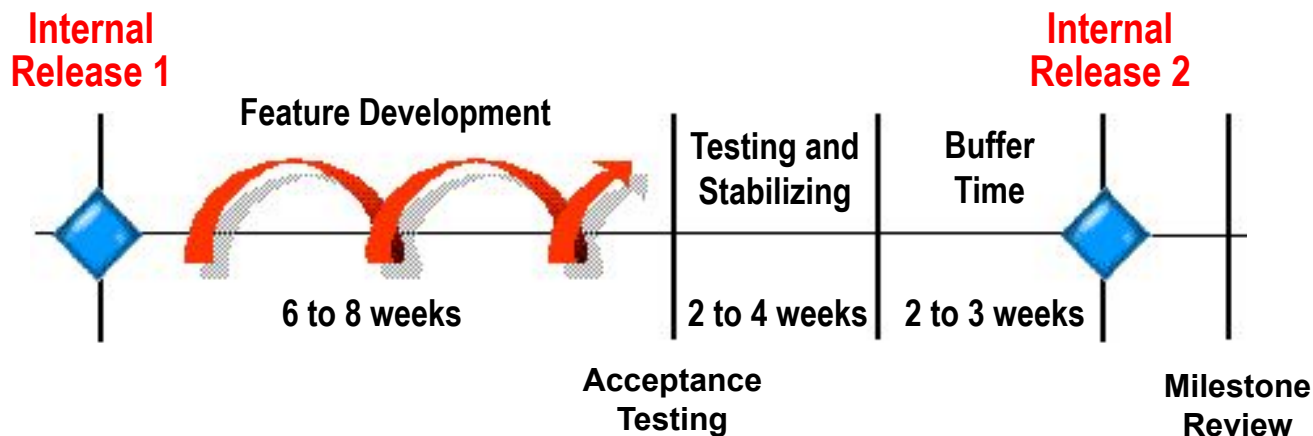 Internal
Release 1
Internal
Release 2
Feature Development
Testing and
Stabilizing
Buffer
Time
6 to 8 weeks
2 to 4 weeks
2 to 3 weeks
Acceptance
Testing
Milestone
Review